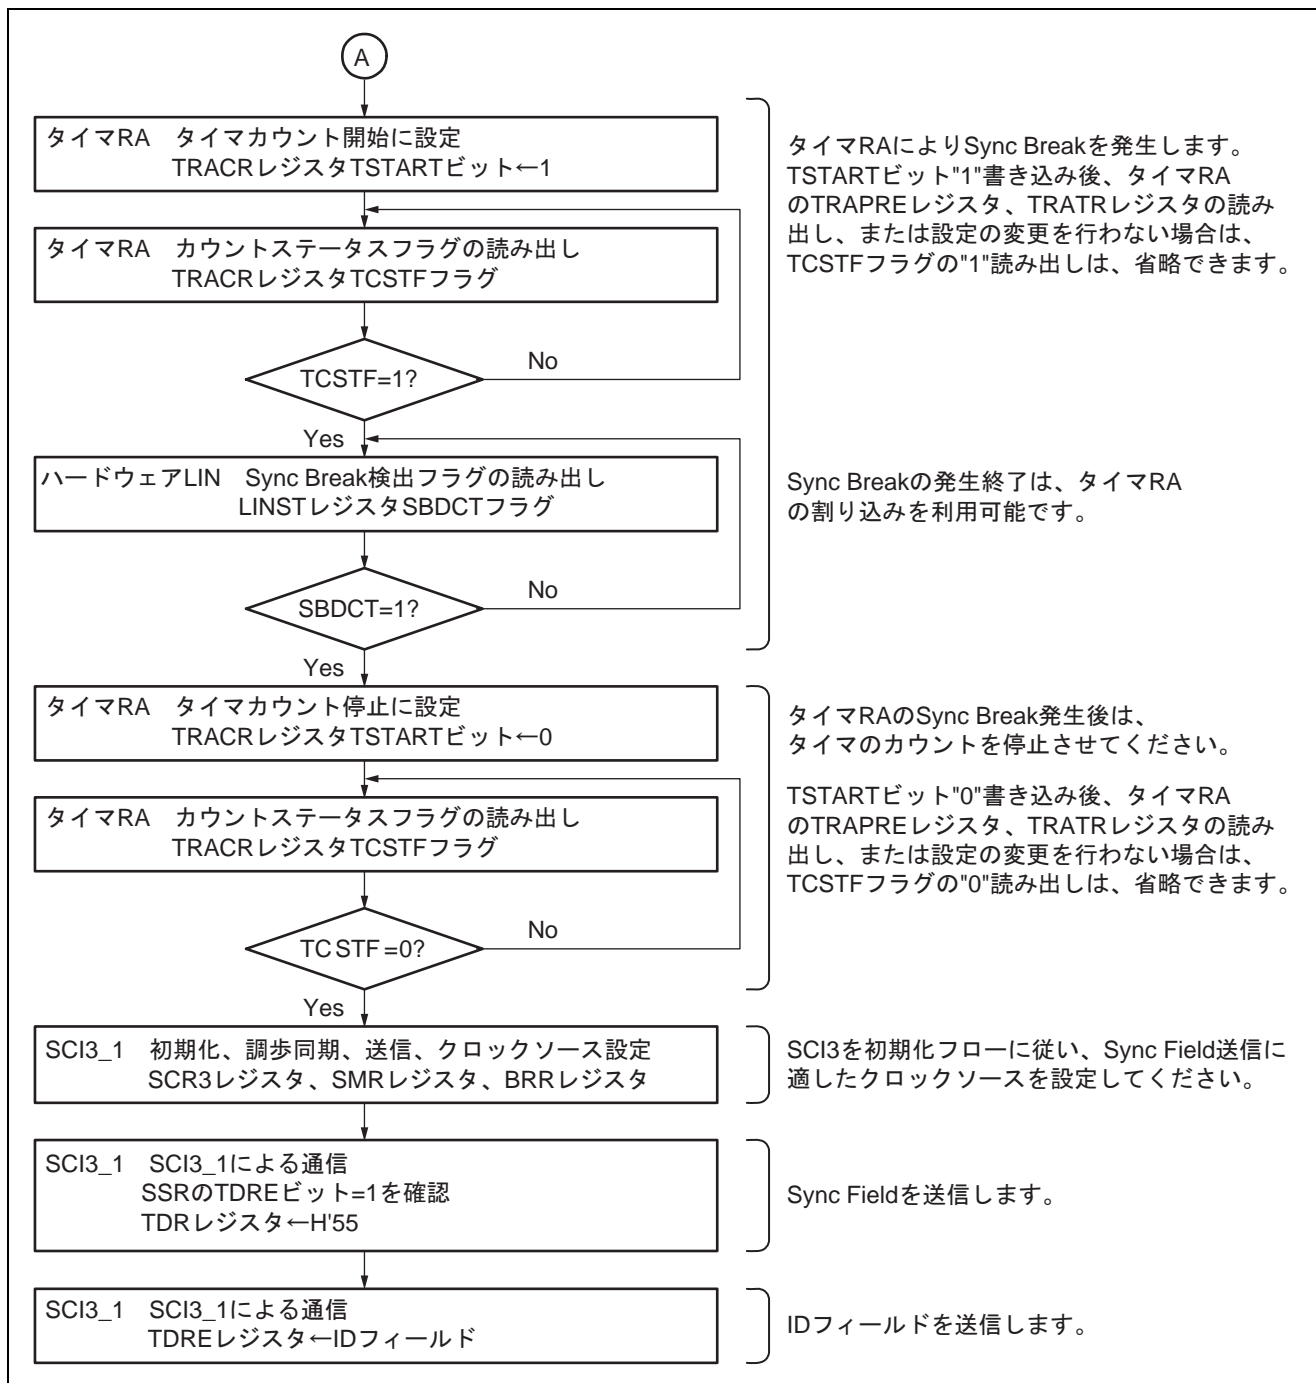 A
タイマRA　タイマカウント開始に設定
TRACRレジスタTSTARTビット←1
タイマRAによりSync Breakを発生します。
TSTARTビット"1"書き込み後、タイマRA
のTRAPREレジスタ、TRATRレジスタの読み
出し、または設定の変更を行わない場合は、
TCSTFフラグの"1"読み出しは、省略できます。
タイマRA　カウントステータスフラグの読み出し
TRACRレジスタTCSTFフラグ
TCSTF=1?
No
Yes
ハードウェアLIN　Sync Break検出フラグの読み出し
LINSTレジスタSBDCTフラグ
Sync Breakの発生終了は、タイマRA
の割り込みを利用可能です。
SBDCT=1?
No
Yes
タイマRA　タイマカウント停止に設定
TRACRレジスタTSTARTビット←0
タイマRAのSync Break発生後は、
タイマのカウントを停止させてください。
タイマRA　カウントステータスフラグの読み出し
TRACRレジスタTCSTFフラグ
TSTARTビット"0"書き込み後、タイマRA
のTRAPREレジスタ、TRATRレジスタの読み
出し、または設定の変更を行わない場合は、
TCSTFフラグの"0"読み出しは、省略できます。
TCSTF=0?
No
Yes
SCI3_1　初期化、調歩同期、送信、クロックソース設定
SCR3レジスタ、SMRレジスタ、BRRレジスタ
SCI3を初期化フローに従い、Sync Field送信に
適したクロックソースを設定してください。
SCI3_1　SCI3_1による通信
SSRのTDREビット=1を確認
TDRレジスタ←H'55
Sync Fieldを送信します。
SCI3_1　SCI3_1による通信
TDREレジスタ←IDフィールド
IDフィールドを送信します。